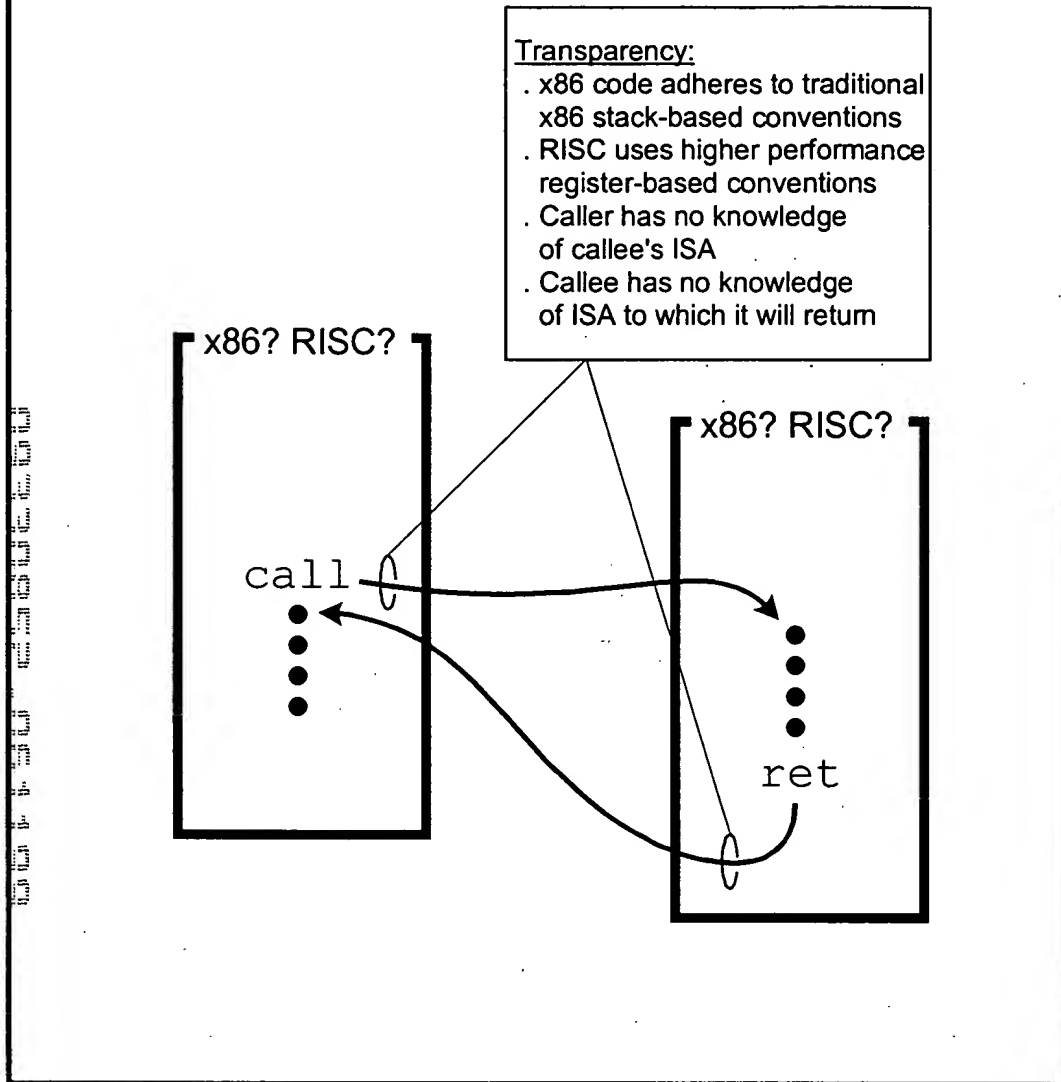 Transparency:
. x86 code adheres to traditional
x86 stack-based conventions
. RISC uses higher performance
register-based conventions
. Caller has no knowledge
of callee's ISA
. Callee has no knowledge
of ISA to which it will return
x86? RISC?
x86? RISC?
call
ret